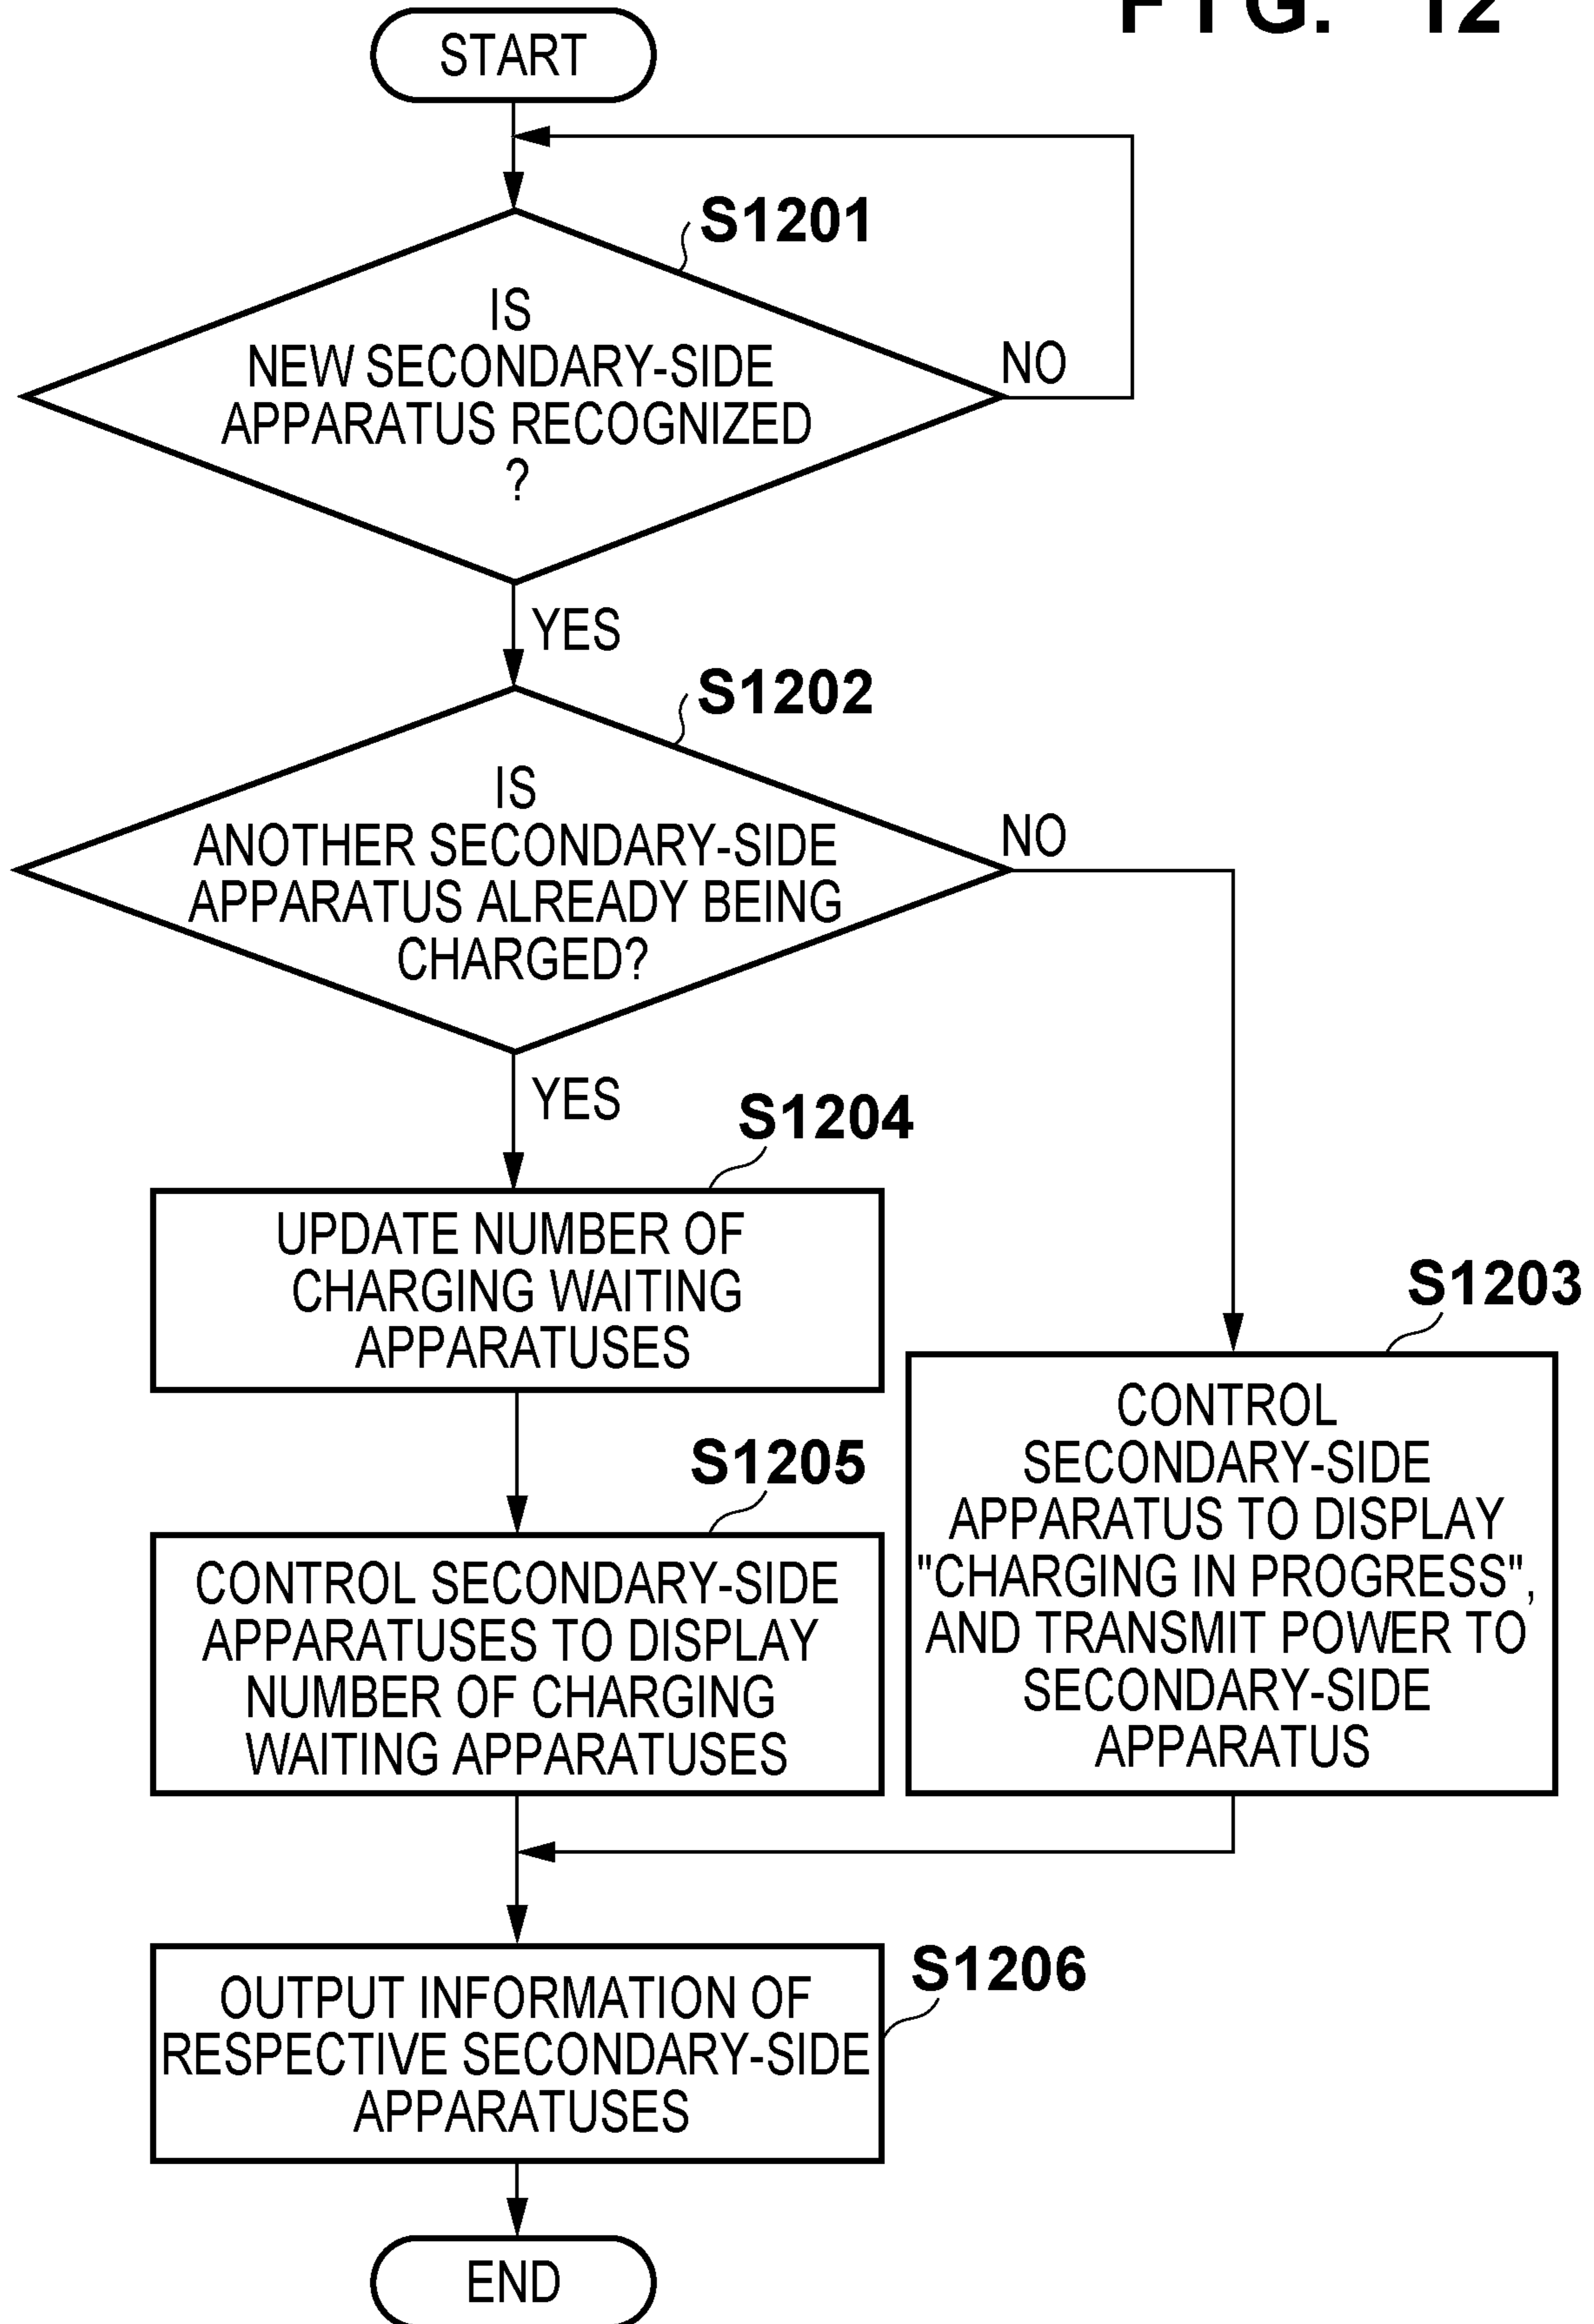 FIG. 12
START
S1201
IS
NEW SECONDARY-SIDE
APPARATUS RECOGNIZED
?
NO
YES
S1202
IS
ANOTHER SECONDARY-SIDE
APPARATUS ALREADY BEING
CHARGED?
NO
YES
S1204
UPDATE NUMBER OF
CHARGING WAITING
APPARATUSES
S1203
CONTROL
SECONDARY-SIDE
APPARATUS TO DISPLAY
"CHARGING IN PROGRESS",
AND TRANSMIT POWER TO
SECONDARY-SIDE
APPARATUS
S1205
CONTROL SECONDARY-SIDE
APPARATUSES TO DISPLAY
NUMBER OF CHARGING
WAITING APPARATUSES
S1206
OUTPUT INFORMATION OF
RESPECTIVE SECONDARY-SIDE
APPARATUSES
END